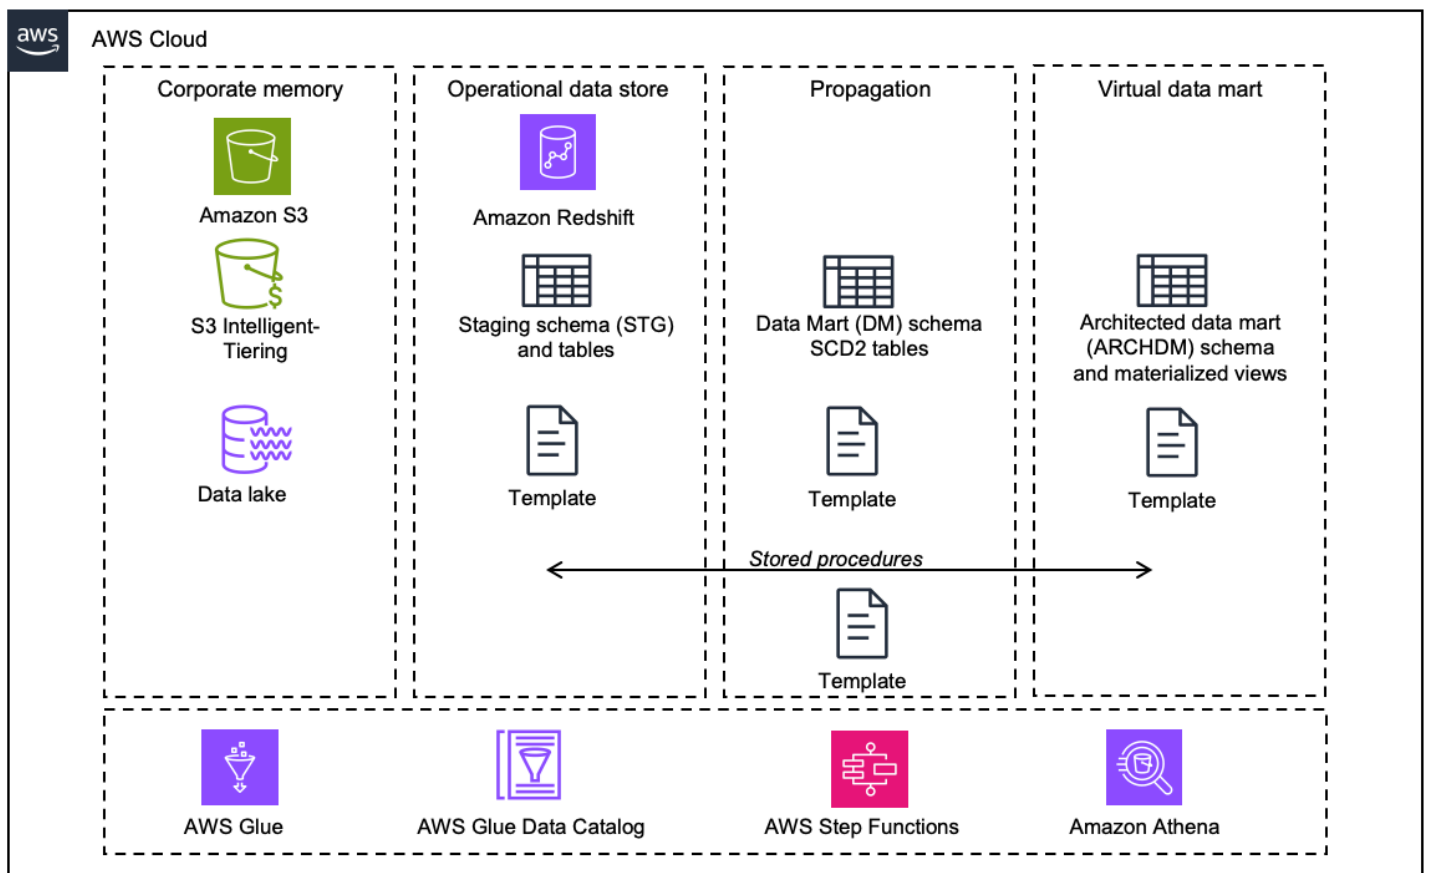 aws
AWS Cloud
Corporate memory
Amazon S3
S3 Intelligent-
Tiering
$
Data lake
Operational data store
Amazon Redshift
Staging schema (STG)
and tables
Template
Propagation
Data Mart (DM) schema
SCD2 tables
Template
Virtual data mart
Architected data mart
(ARCHDM) schema
and materialized views
Template
Stored procedures
Template
AWS Glue
AWS Glue Data Catalog
AWS Step Functions
Amazon Athena